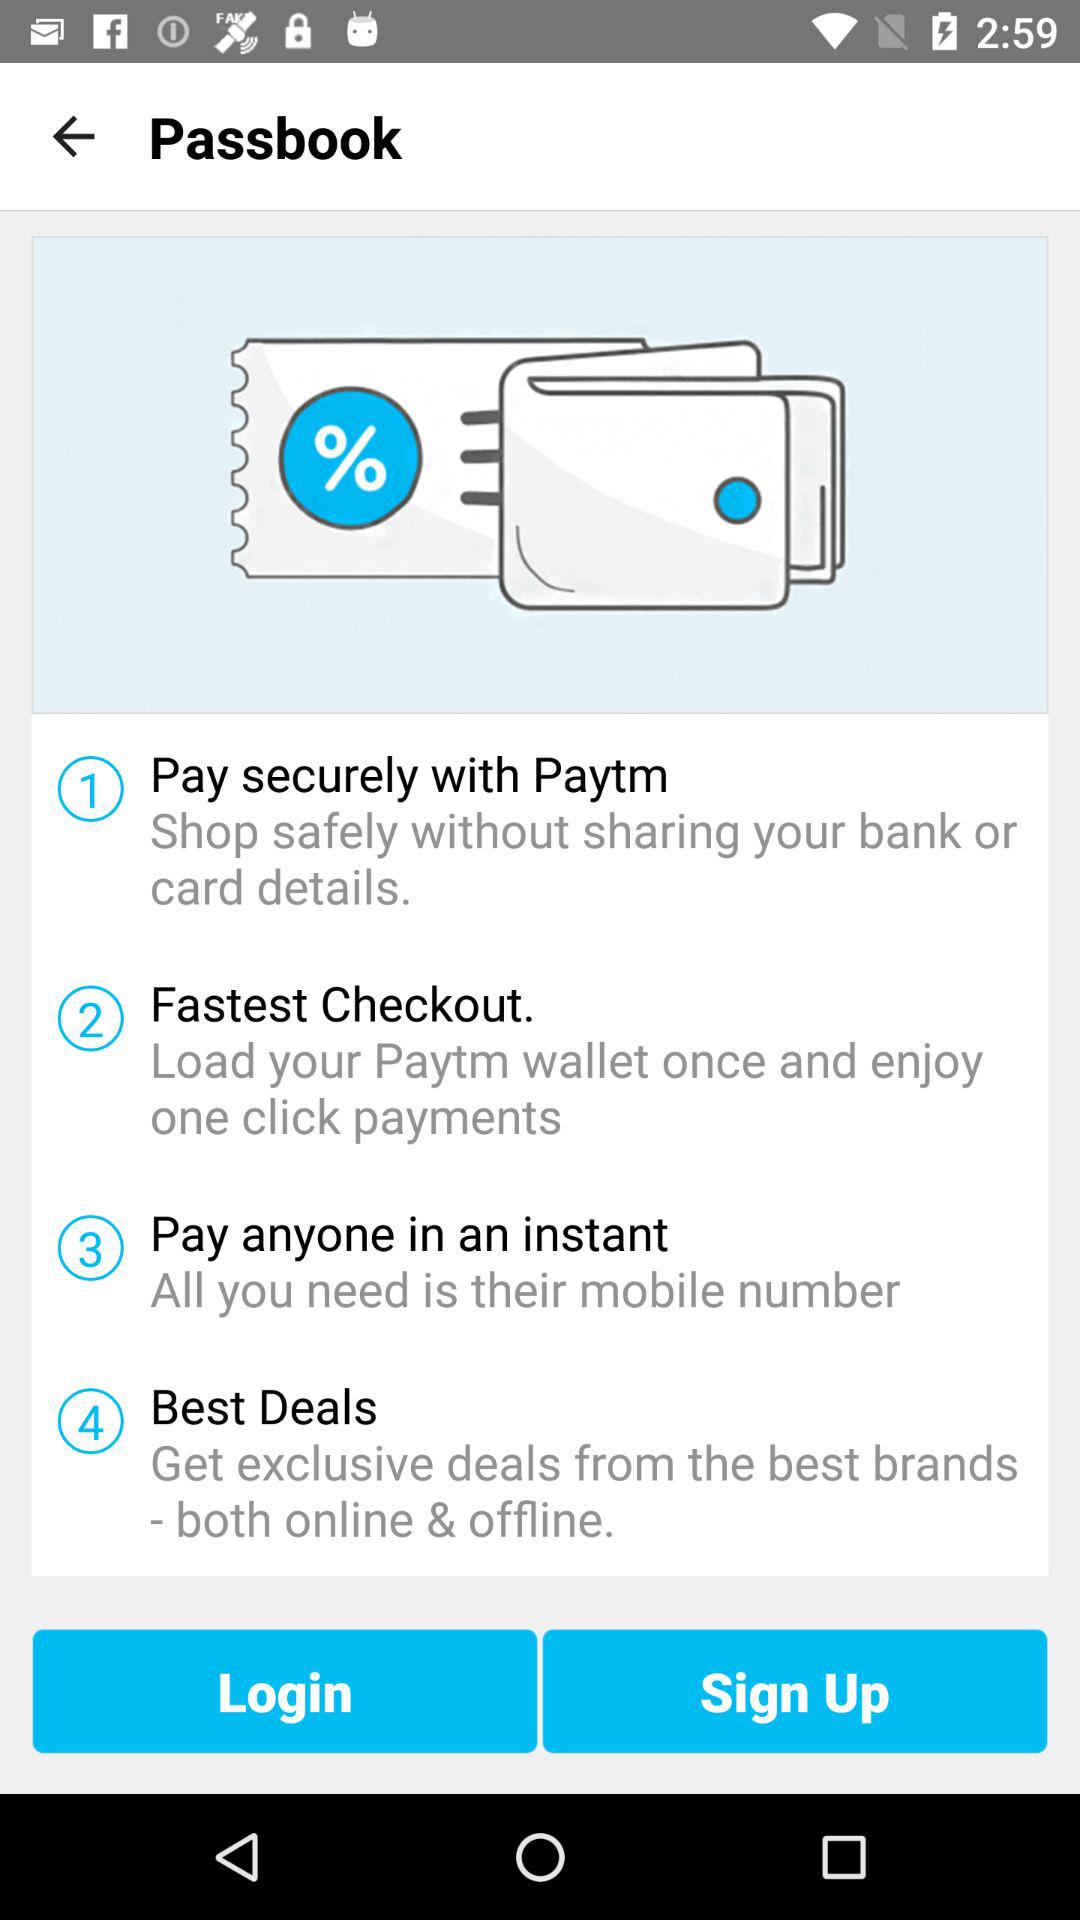 FAKE 2:59
Passbook
%
1 Pay securely with Paytm
Shop safely without sharing your bank or
card details.
2 Fastest Checkout.
Load your Paytm wallet once and enjoy
one click payments
3 Pay anyone in an instant
All you need is their mobile number
4 Best Deals
Get exclusive deals from the best brands
- both online & offline.
Login Sign Up